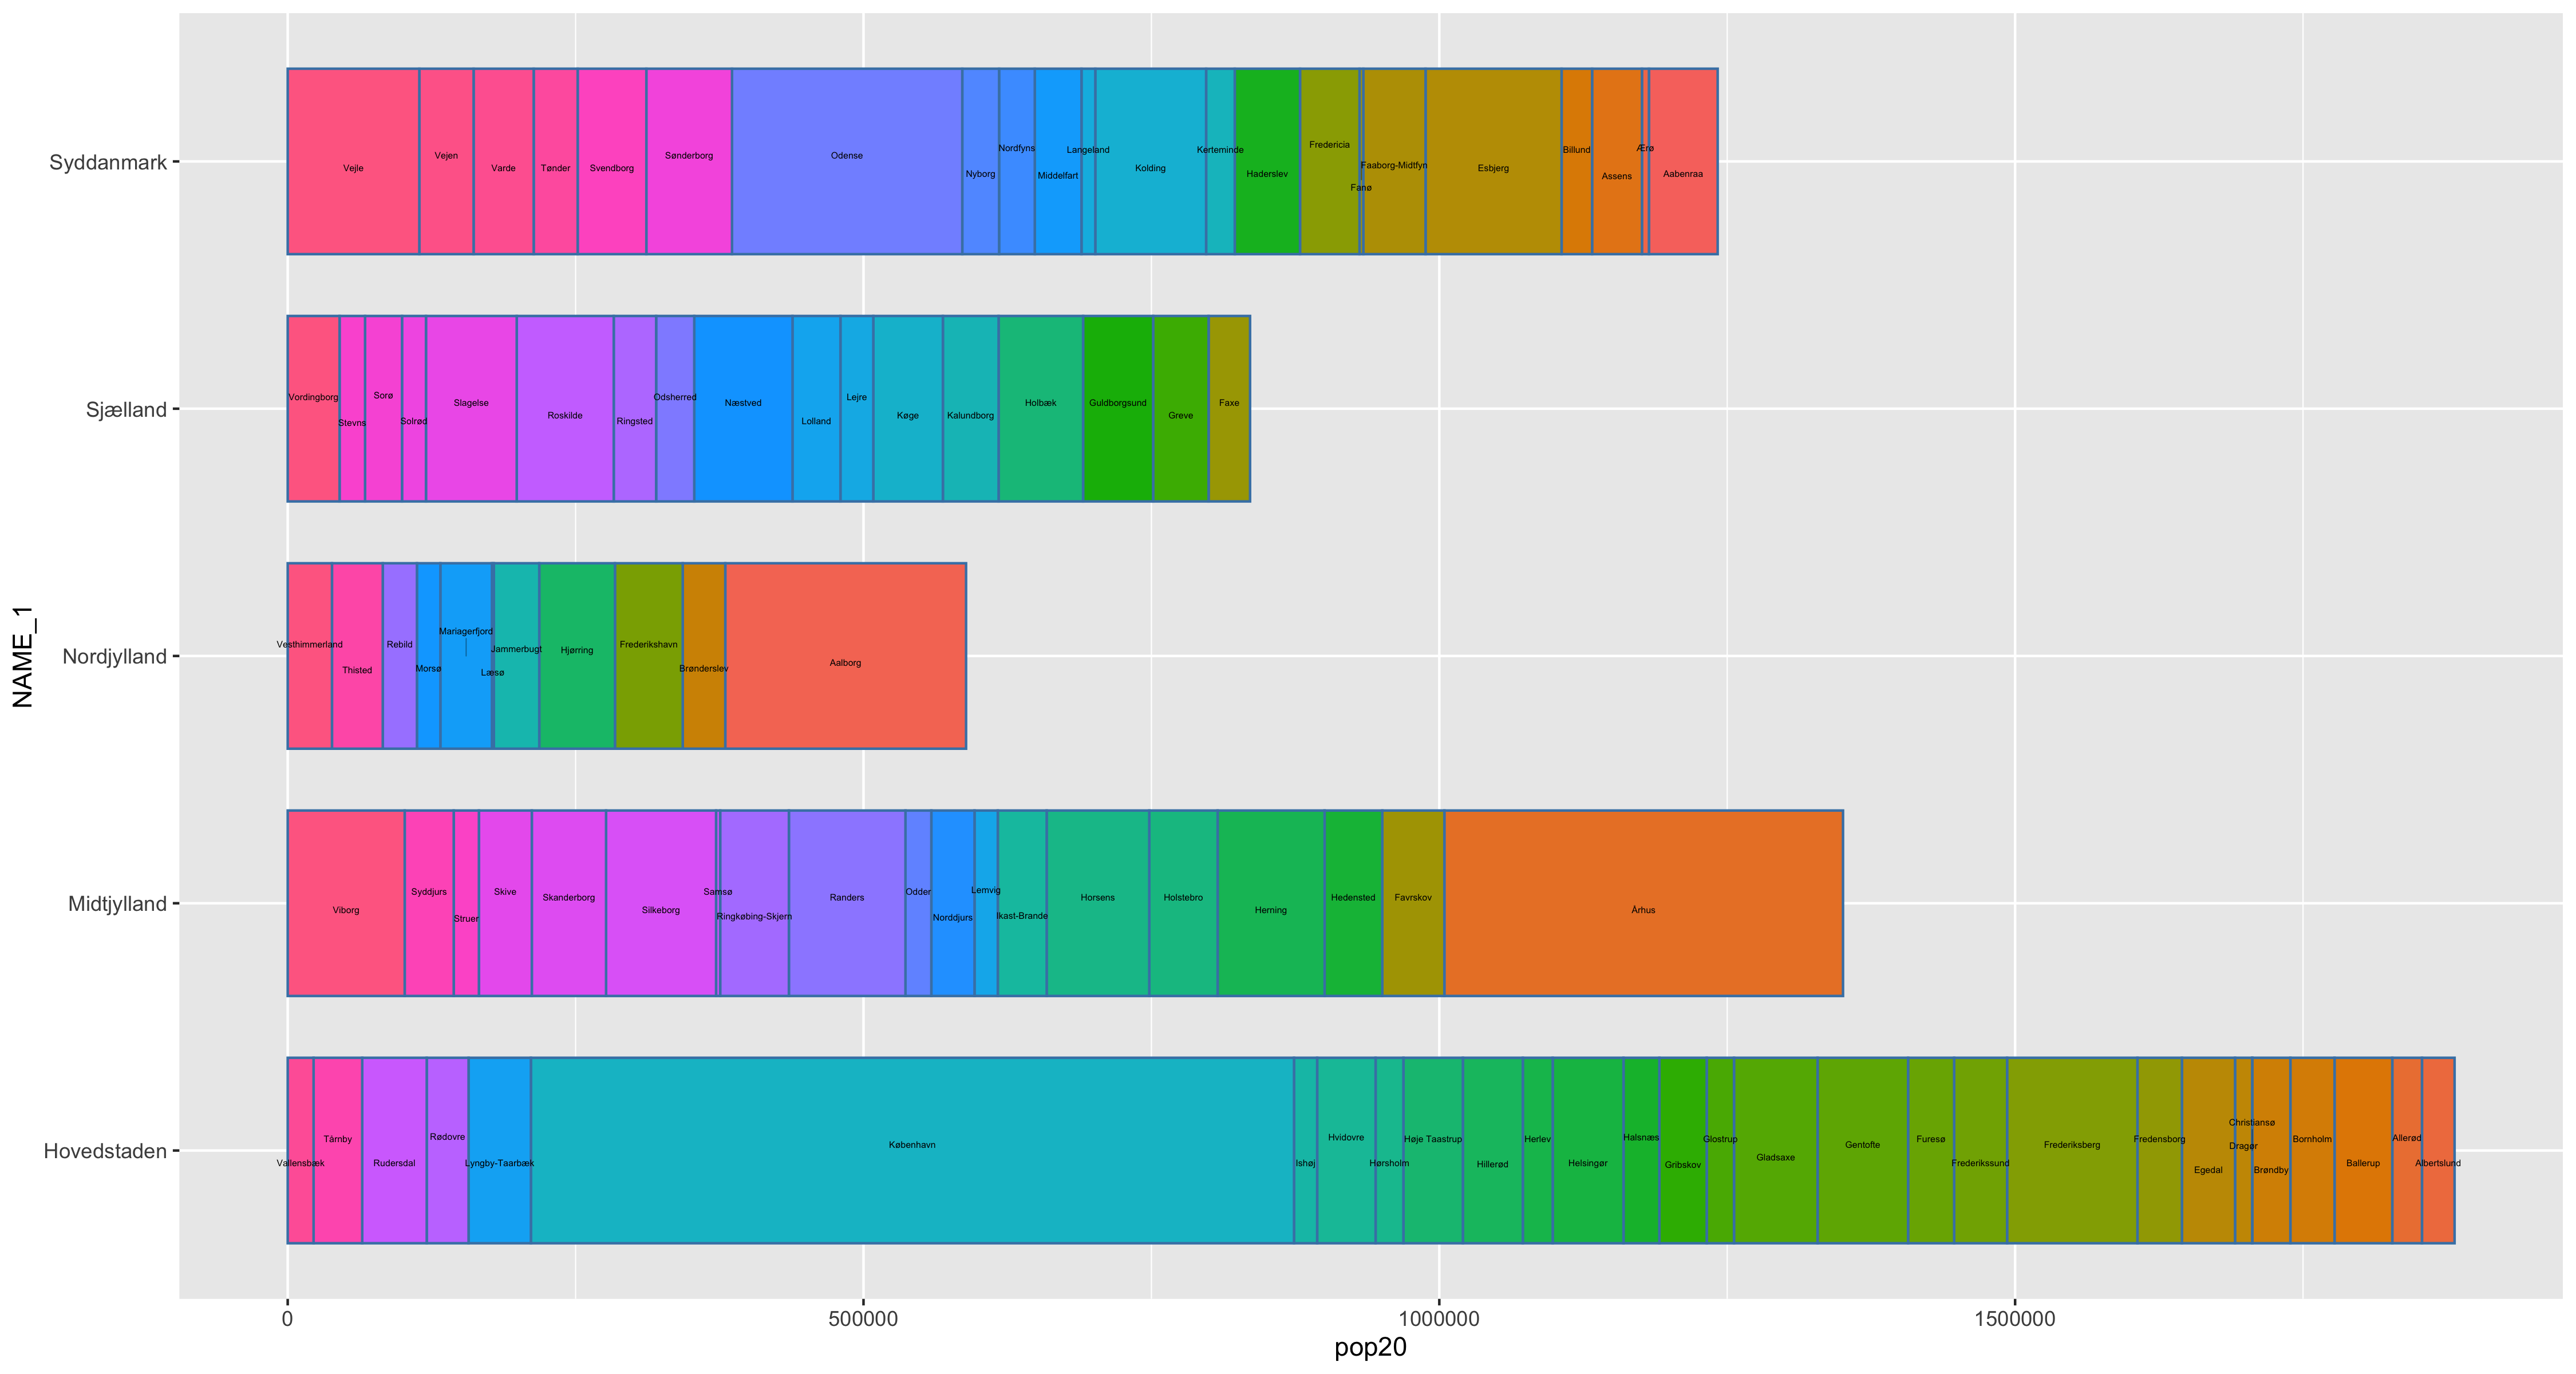 Syddanmark
Vejle
Vejen
Varde
Tønder
Svendborg
Sønderborg
Odense
Nyborg
Nordfyns
Middelfart
Langeland
Kolding
Kerteminde
Haderslev
Fredericia
Fanø
Faaborg-Midtfyn
Esbjerg
Billund
Assens
Ærø
Aabenraa
Sjælland
Vordingborg
Stevns
Sorø
Solrød
Slagelse
Roskilde
Ringsted
Odsherred
Næstved
Lolland
Lejre
Køge
Kalundborg
Holbæk
Guldborgsund
Greve
Faxe
Nordjylland
Vesthimmerland
Thisted
Rebild
Morsø
Mariagerfjord
Læsø
Jammerbugt
Hjørring
Frederikshavn
Brønderslev
Aalborg
Midtjylland
Viborg
Syddjurs
Struer
Skive
Skanderborg
Silkeborg
Samsø
Ringkøbing-Skjern
Randers
Odder
Norddjurs
Lemvig
Ikast-Brande
Horsens
Holstebro
Herning
Hedensted
Favrskov
Århus
Hovedstaden
Vallensbæk
Tårnby
Rudersdal
Rødovre
Lyngby-Taarbæk
København
Ishøj
Hvidovre
Hørsholm
Høje Taastrup
Hillerød
Herlev
Helsingør
Halsnæs
Gribskov
Glostrup
Gladsaxe
Gentofte
Furesø
Frederikssund
Frederiksberg
Fredensborg
Egedal
Dragør
Christiansø
Brøndby
Bornholm
Ballerup
Allerød
Albertslund
NAME_1
0
500000
1000000
1500000
pop20